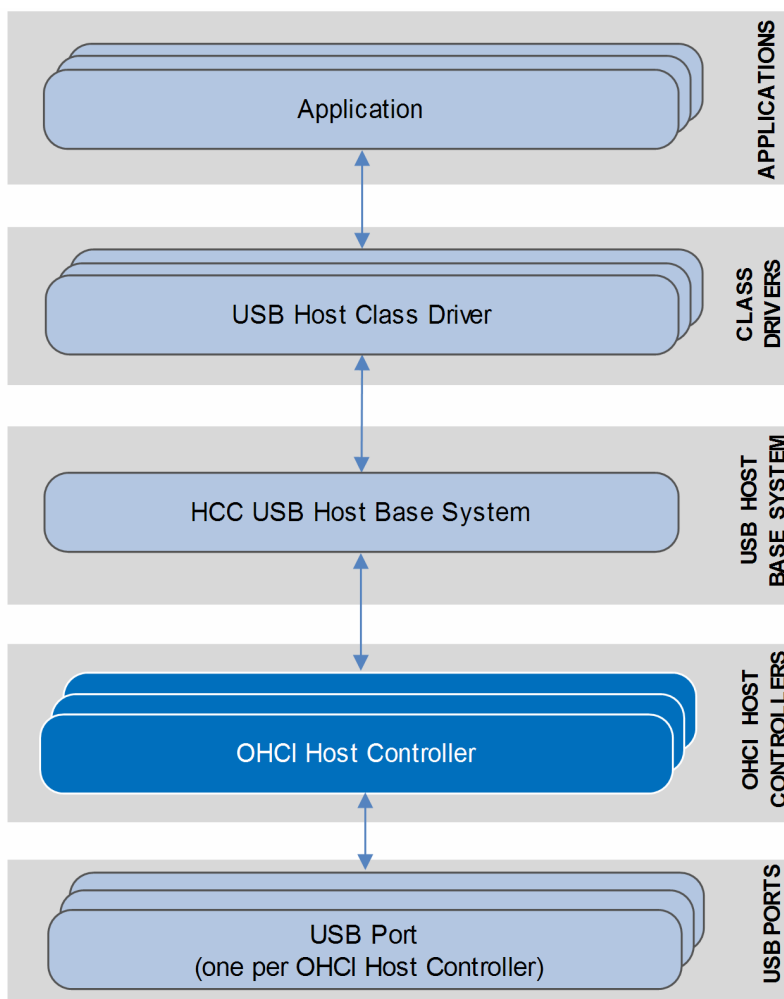 Application
APPLICATIONS
USB Host Class Driver
CLASS
DRIVERS
HCC USB Host Base System
USB HOST
BASE SYSTEM
OHCI Host Controller
OHCI HOST
CONTROLLERS
USB Port
(one per OHCI Host Controller)
USB PORTS